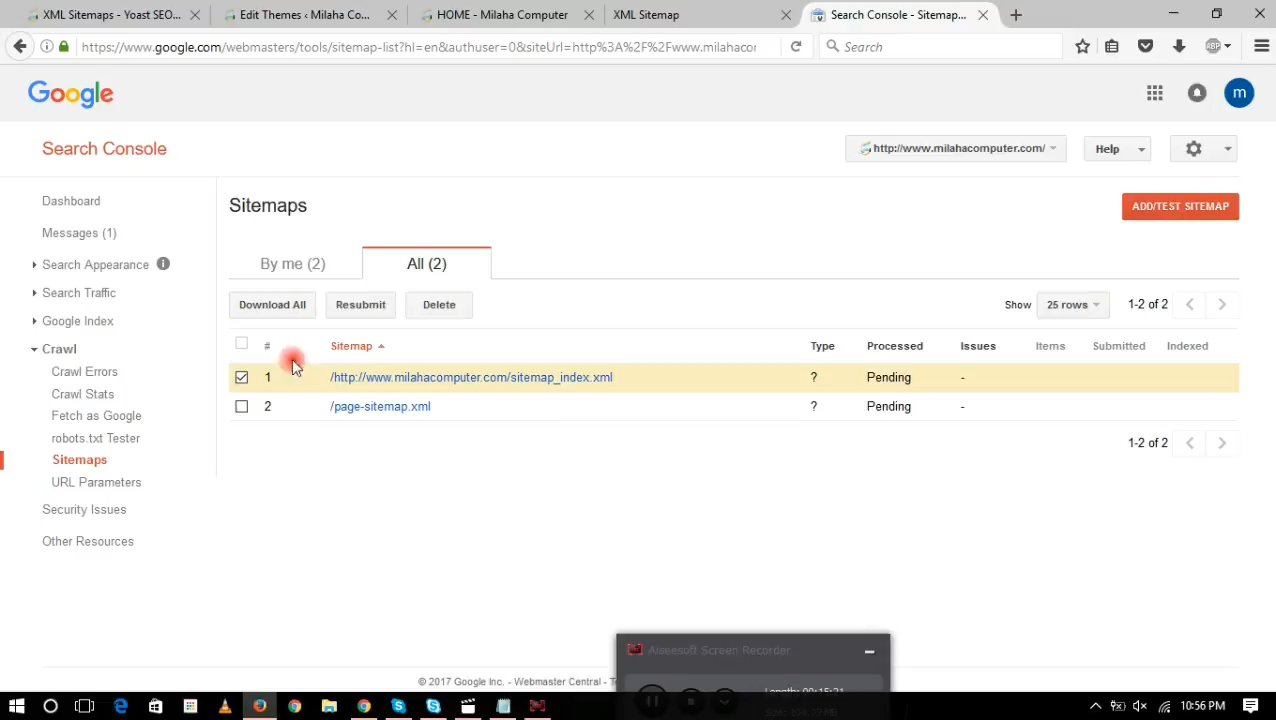 XML Sitemaps • Yoast SEO...
Edit Themes ‹ Milaha Co...
HOME - Milaha Computer
XML Sitemap
Search Console - Sitemap...
https://www.google.com/webmasters/tools/sitemap-list?hl=en&authuser=0&siteUrl=http%3A%2F%2Fwww.milahacor
Search
ABP
Google
m
Search Console
http://www.milahacomputer.com/
Help
Dashboard
Sitemaps
ADD/TEST SITEMAP
Messages (1)
Search Appearance
By me (2)
All (2)
Search Traffic
Download All
Resubmit
Delete
Show
25 rows
1-2 of 2
Google Index
Crawl
# Sitemap Type Processed Issues Items Submitted Indexed
Crawl Errors
1 /http://www.milahacomputer.com/sitemap_index.xml ? Pending -
Crawl Stats
2 /page-sitemap.xml ? Pending -
Fetch as Google
robots.txt Tester
1-2 of 2
Sitemaps
URL Parameters
Security Issues
Other Resources
Aiseesoft Screen Recorder
© 2017 Google Inc. - Webmaster Central - T
10:56 PM